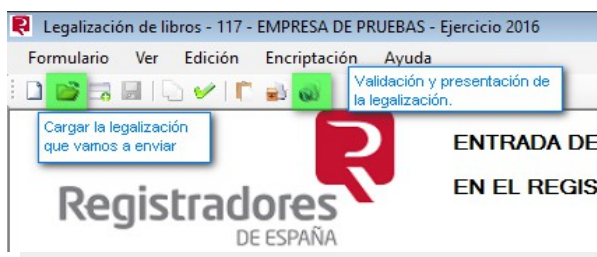 Legalización de libros - 117 - EMPRESA DE PRUEBAS - Ejercicio 2016
Formulario Ver Edición Encriptación Ayuda
Validación y presentación de
la legalización.
Cargar la legalización
que vamos a enviar
ENTRADA DE
EN EL REGIS
Registradores
DE ESPAÑA